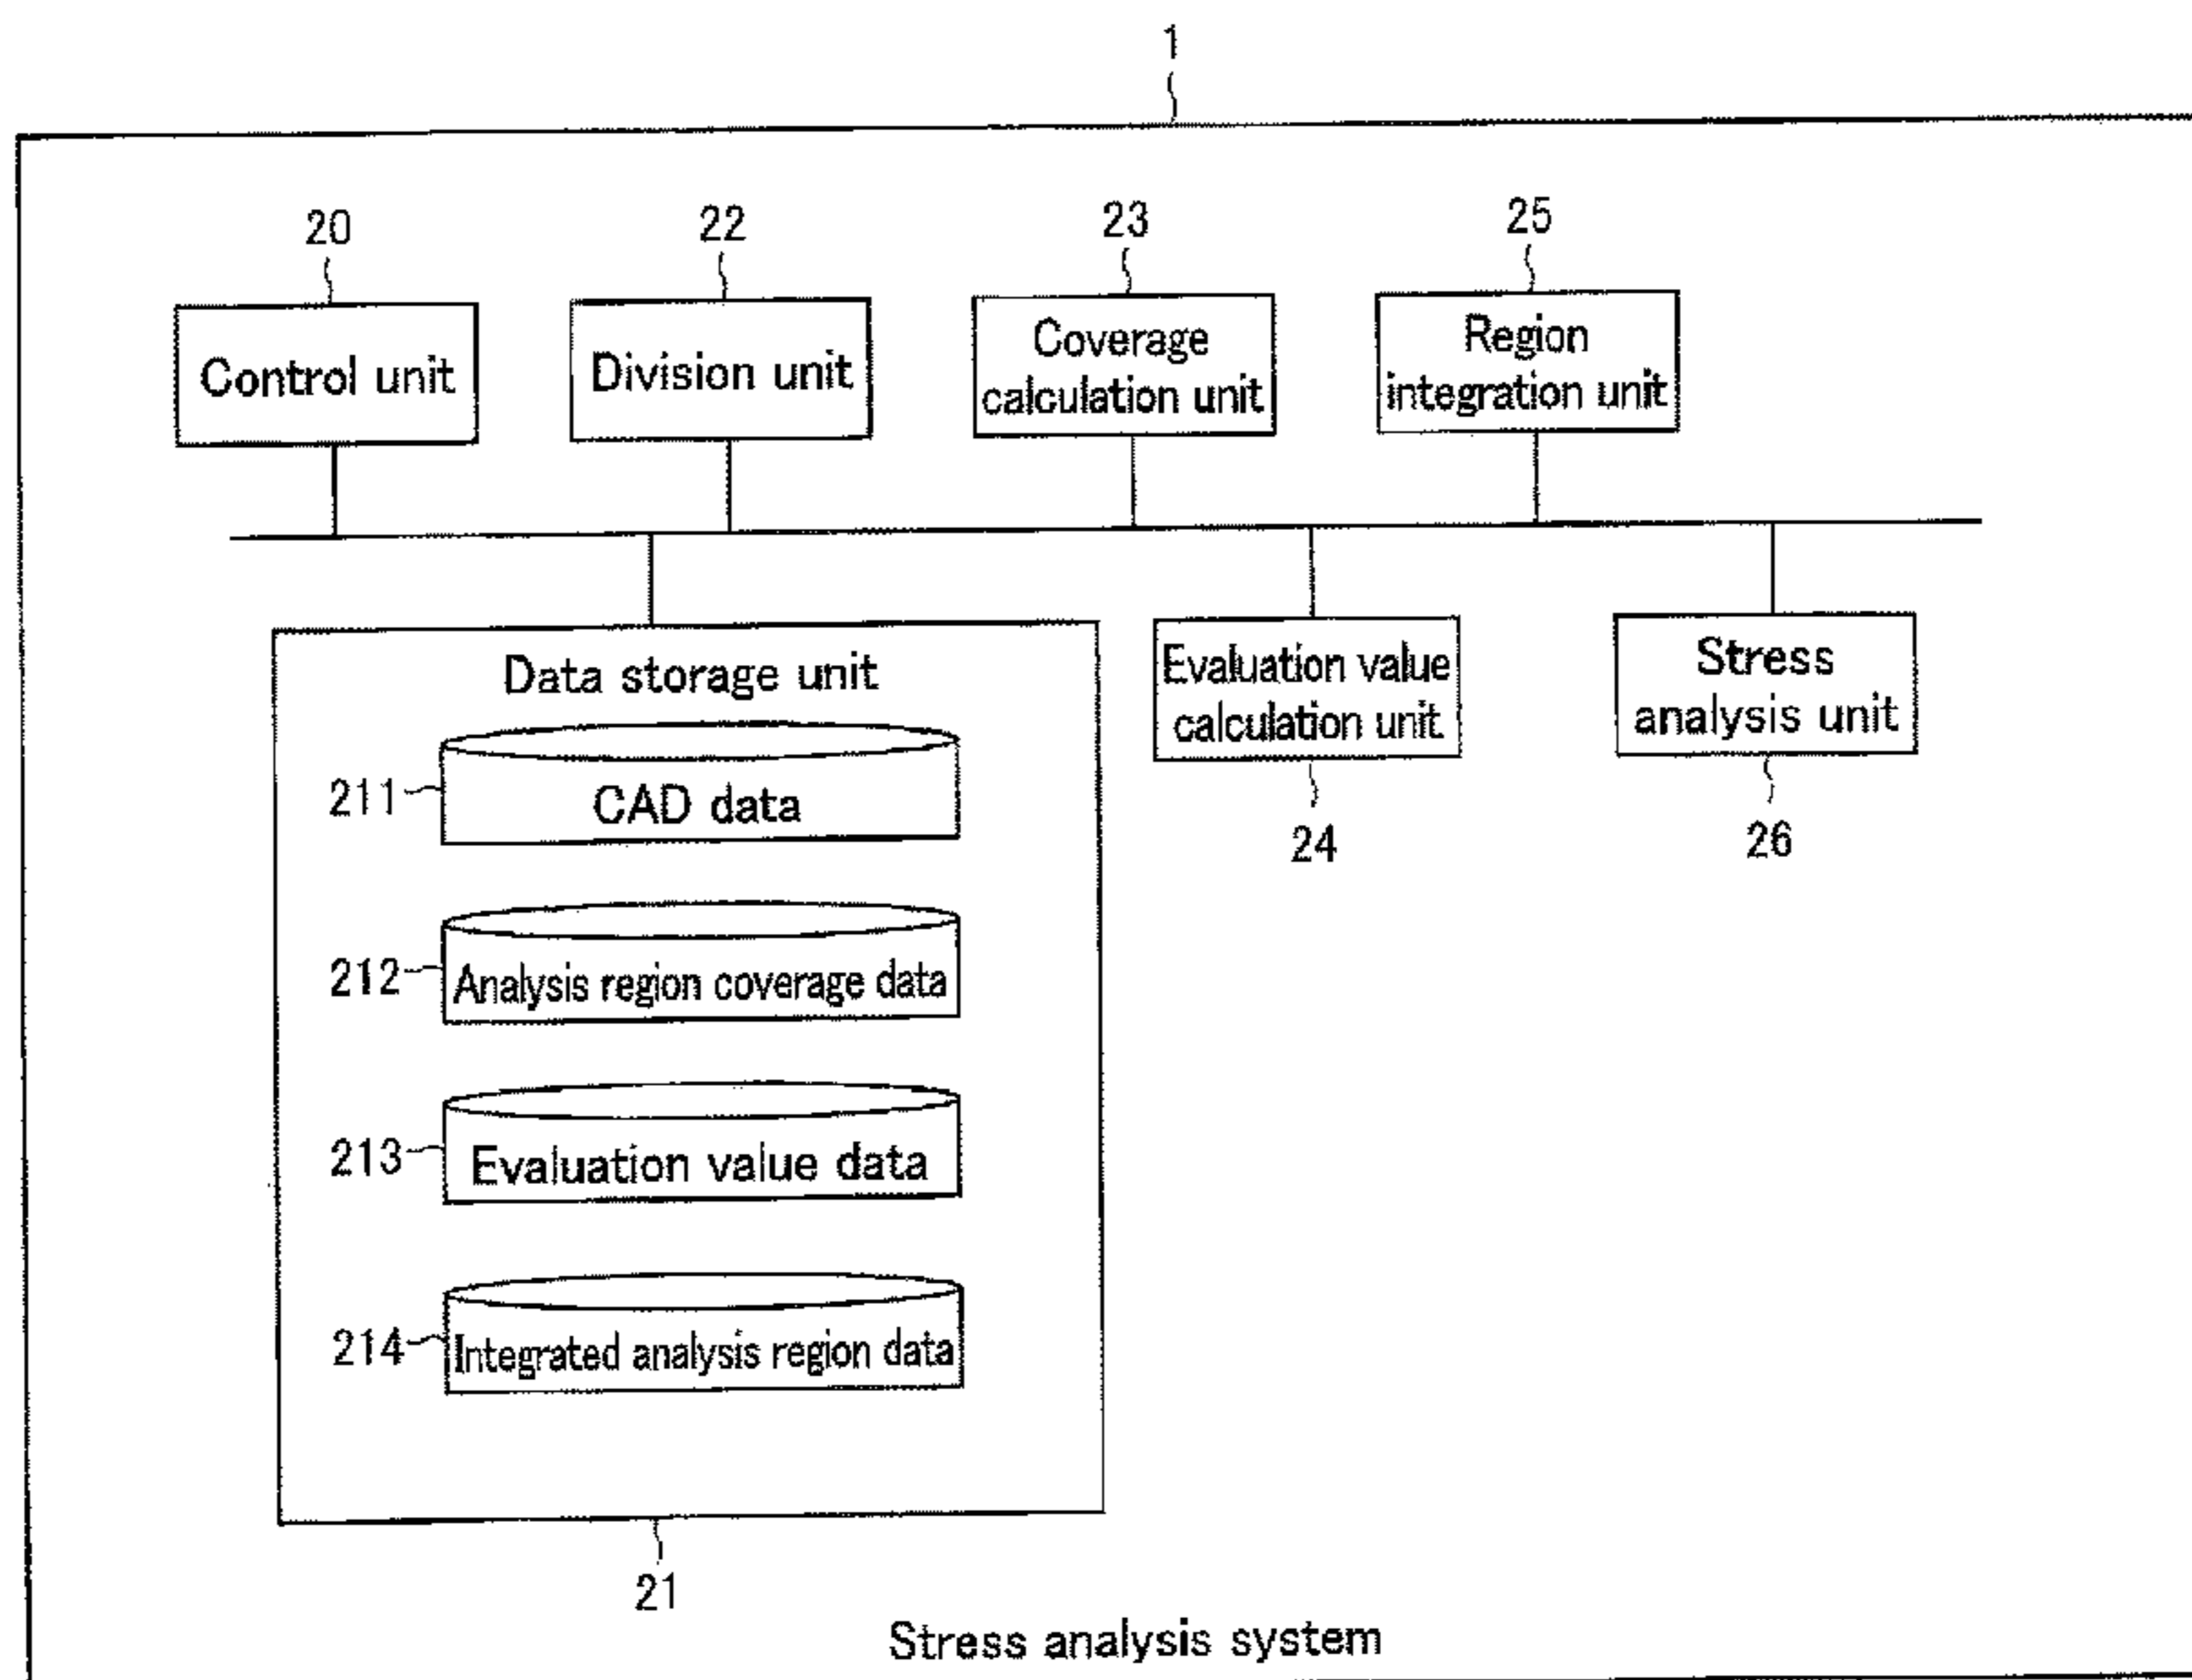 1
20
22
23
25
Control unit
Division unit
Coverage
calculation unit
Region
integration unit
Data storage unit
211
CAD data
212
Analysis region coverage data
213
Evaluation value data
214
Integrated analysis region data
21
Evaluation value
calculation unit
24
Stress
analysis unit
26
Stress analysis system